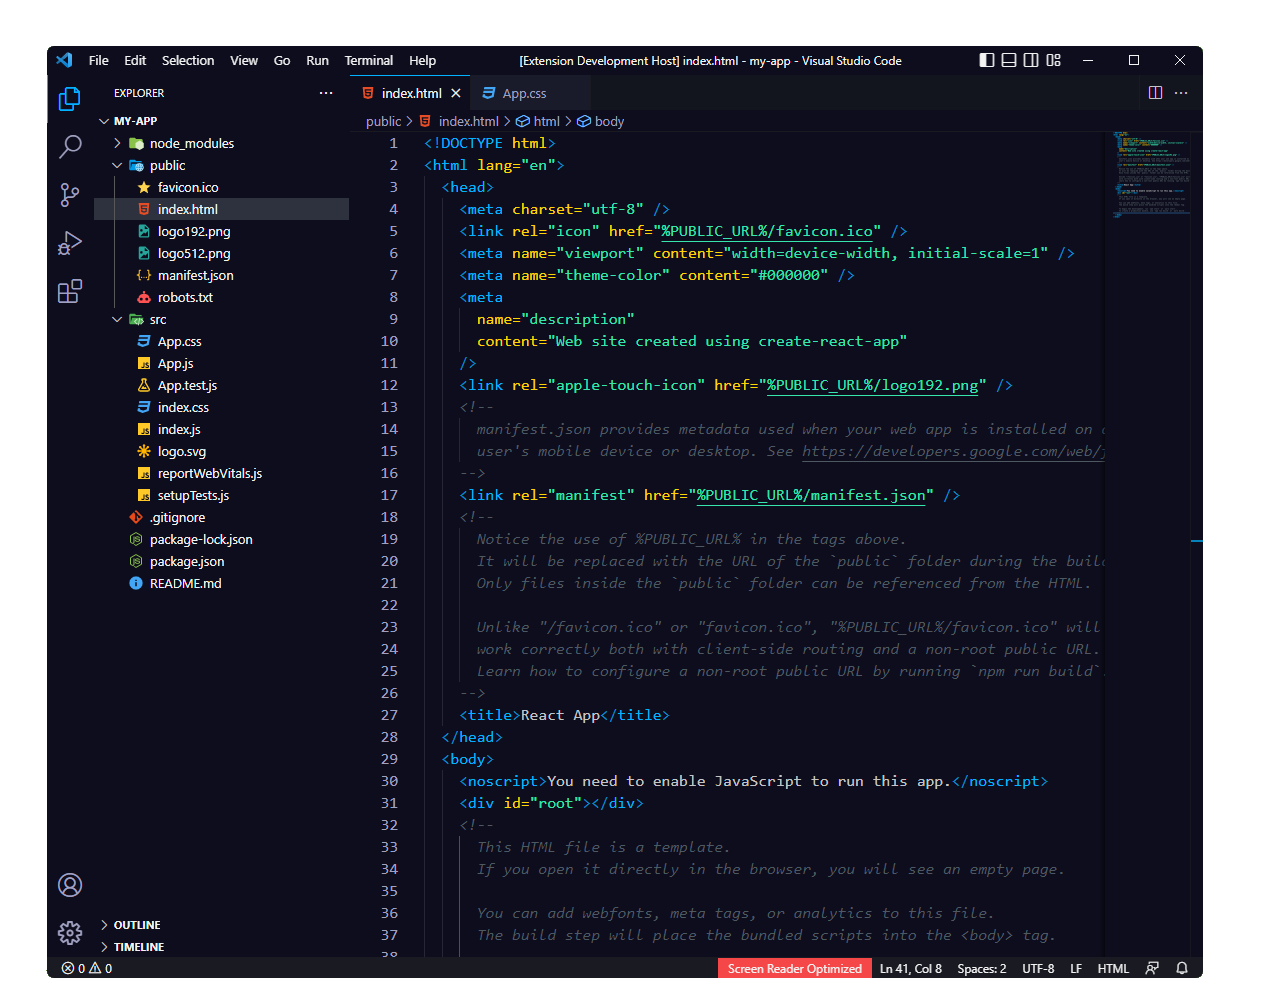 File Edit Selection View Go Run Terminal Help
[Extension Development Host] index.html - my-app - Visual Studio Code
EXPLORER
MY-APP
node_modules
public
favicon.ico
index.html
logo192.png
logo512.png
manifest.json
robots.txt
src
App.css
App.js
App.test.js
index.css
index.js
logo.svg
reportWebVitals.js
setupTests.js
.gitignore
package-lock.json
package.json
README.md
OUTLINE
TIMELINE
index.html
App.css
public > index.html > html > body
1 <!DOCTYPE html>
2 <html lang="en">
3 <head>
4 <meta charset="utf-8" />
5 <link rel="icon" href="%PUBLIC_URL%/favicon.ico" />
6 <meta name="viewport" content="width=device-width, initial-scale=1" />
7 <meta name="theme-color" content="#000000" />
8 <meta
9 name="description"
10 content="Web site created using create-react-app"
11 />
12 <link rel="apple-touch-icon" href="%PUBLIC_URL%/logo192.png" />
13 <!--
14 manifest.json provides metadata used when your web app is installed on
15 user's mobile device or desktop. See https://developers.google.com/web/
16 -->
17 <link rel="manifest" href="%PUBLIC_URL%/manifest.json" />
18 <!--
19 Notice the use of %PUBLIC_URL% in the tags above.
20 It will be replaced with the URL of the `public` folder during the buil
21 Only files inside the `public` folder can be referenced from the HTML.
22
23 Unlike "/favicon.ico" or "favicon.ico", "%PUBLIC_URL%/favicon.ico" will
24 work correctly both with client-side routing and a non-root public URL.
25 Learn how to configure a non-root public URL by running `npm run build`.
26 -->
27 <title>React App</title>
28 </head>
29 <body>
30 <noscript>You need to enable JavaScript to run this app.</noscript>
31 <div id="root"></div>
32 <!--
33 This HTML file is a template.
34 If you open it directly in the browser, you will see an empty page.
35
36 You can add webfonts, meta tags, or analytics to this file.
37 The build step will place the bundled scripts into the <body> tag.
38
0 0
Screen Reader Optimized Ln 41, Col 8 Spaces: 2 UTF-8 LF HTML